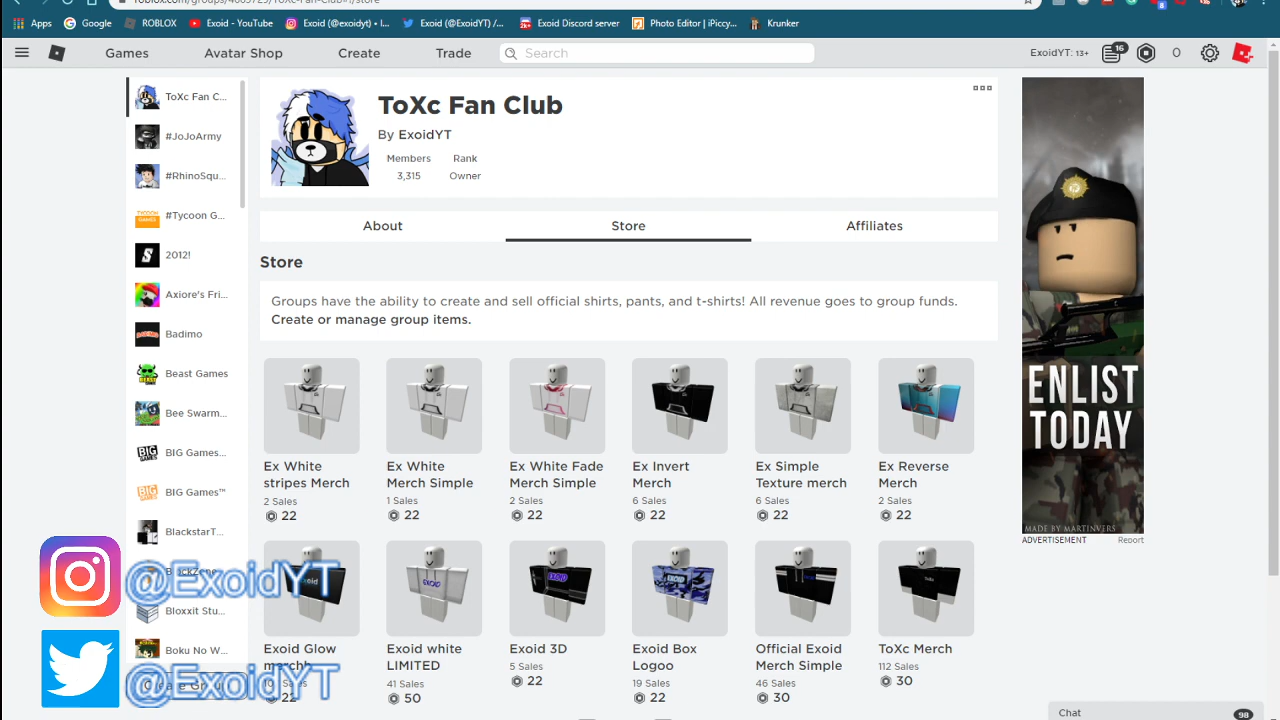 Apps
Google
ROBLOX
Exoid - YouTube
Exoid (@exoidyt) • I...
Exoid (@ExoidYT) /...
Exoid Discord server
Photo Editor | iPiccy...
Krunker
Games
Avatar Shop
Create
Trade
Search
ExoidYT: 13+
16
0
ToXc Fan C...
#JoJoArmy
#RhinoSqu...
#Tycoon G...
2012!
Axiore's Fri...
Badimo
Beast Games
Bee Swarm...
BIG Games...
BIG Games™
BlackstarT...
Bloxxit Stu...
Boku No W...
ToXc Fan Club
By ExoidYT
Members Rank
3,315 Owner
About
Store
Affiliates
Store
Groups have the ability to create and sell official shirts, pants, and t-shirts! All revenue goes to group funds.
Create or manage group items.
Ex White
stripes Merch
2 Sales
22
Ex White
Merch Simple
1 Sales
22
Ex White Fade
Merch Simple
2 Sales
22
Ex Invert
Merch
6 Sales
22
Ex Simple
Texture merch
6 Sales
22
Ex Reverse
Merch
2 Sales
22
Exoid Glow
merchh
22
Exoid white
LIMITED
41 Sales
50
Exoid 3D
5 Sales
22
Exoid Box
Logoo
19 Sales
22
Official Exoid
Merch Simple
46 Sales
30
ToXc Merch
112 Sales
30
@ExoidYT
@ExoidYT
ENLIST
TODAY
MADE BY MARTINVERS
ADVERTISEMENT
Report
Chat
98